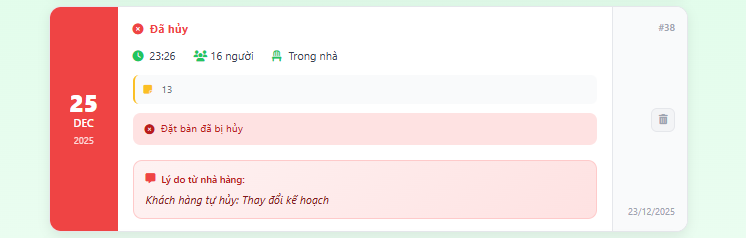 25
DEC
2025
Đã hủy
23:26 16 người Trong nhà
13
Đặt bàn đã bị hủy
Lý do từ nhà hàng:
Khách hàng tự hủy: Thay đổi kế hoạch
#38
23/12/2025